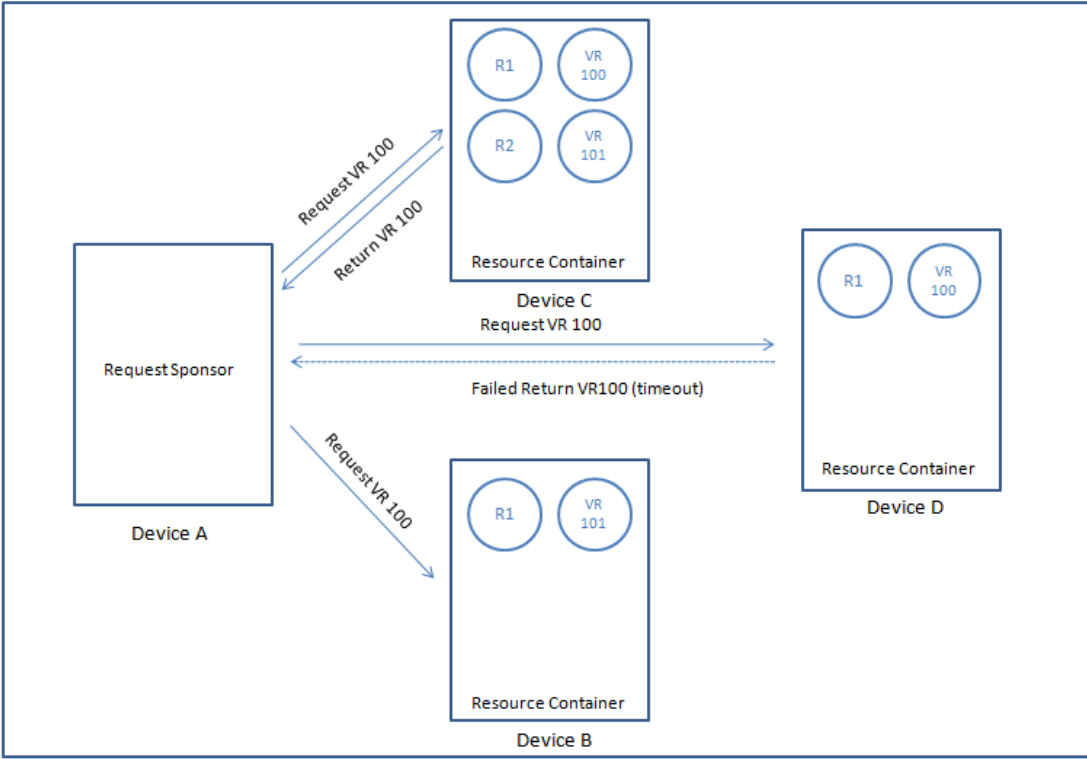 R1
VR
100
R2
VR
101
Request VR 100
Return VR 100
Resource Container
Device C
Request VR 100
R1
VR
100
Request Sponsor
Failed Return VR100 (timeout)
Request VR 100
Resource Container
Device D
R1
VR
101
Device A
Resource Container
Device B